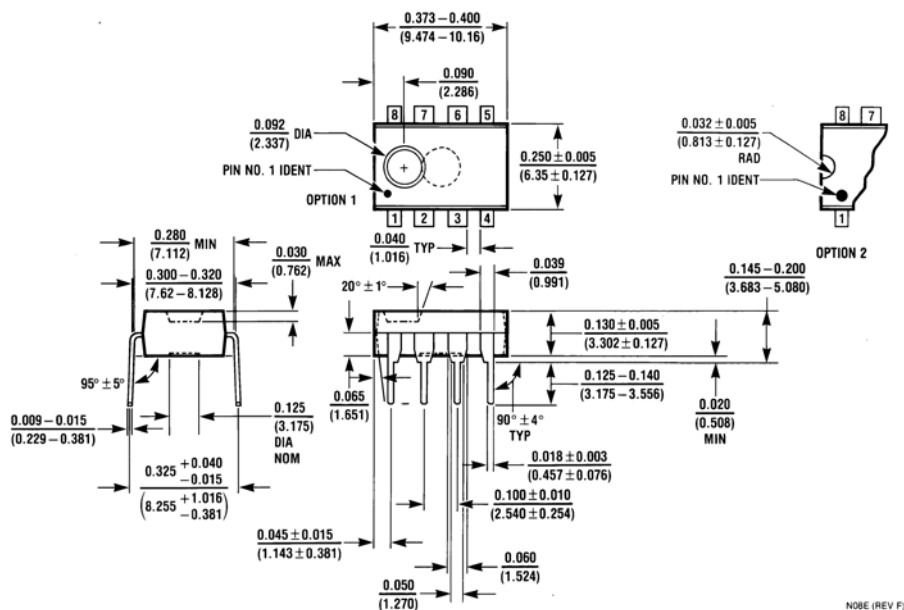 0.373 – 0.400
(9.474 – 10.16)
0.090
(2.286)
8 7 6 5
0.092 DIA
(2.337)
PIN NO. 1 IDENT
OPTION 1
1 2 3 4
0.250 ± 0.005
(6.35 ± 0.127)
0.032 ± 0.005
(0.813 ± 0.127)
RAD
PIN NO. 1 IDENT
8 7
1
OPTION 2
0.280 MIN
(7.112)
0.300 – 0.320
(7.62 – 8.128)
0.030 MAX
(0.762)
0.040 TYP
(1.016)
20° ± 1°
0.039
(0.991)
0.145 – 0.200
(3.683 – 5.080)
0.130 ± 0.005
(3.302 ± 0.127)
0.125 – 0.140
(3.175 – 3.556)
0.020
(0.508)
MIN
95° ± 5°
0.009 – 0.015
(0.229 – 0.381)
0.125
(3.175)
DIA
NOM
0.065
(1.651)
90° ± 4°
TYP
0.018 ± 0.003
(0.457 ± 0.076)
0.325 +0.040 –0.015
(8.255 +1.016 –0.381)
0.100 ± 0.010
(2.540 ± 0.254)
0.045 ± 0.015
(1.143 ± 0.381)
0.060
(1.524)
0.050
(1.270)
N08E (REV F)